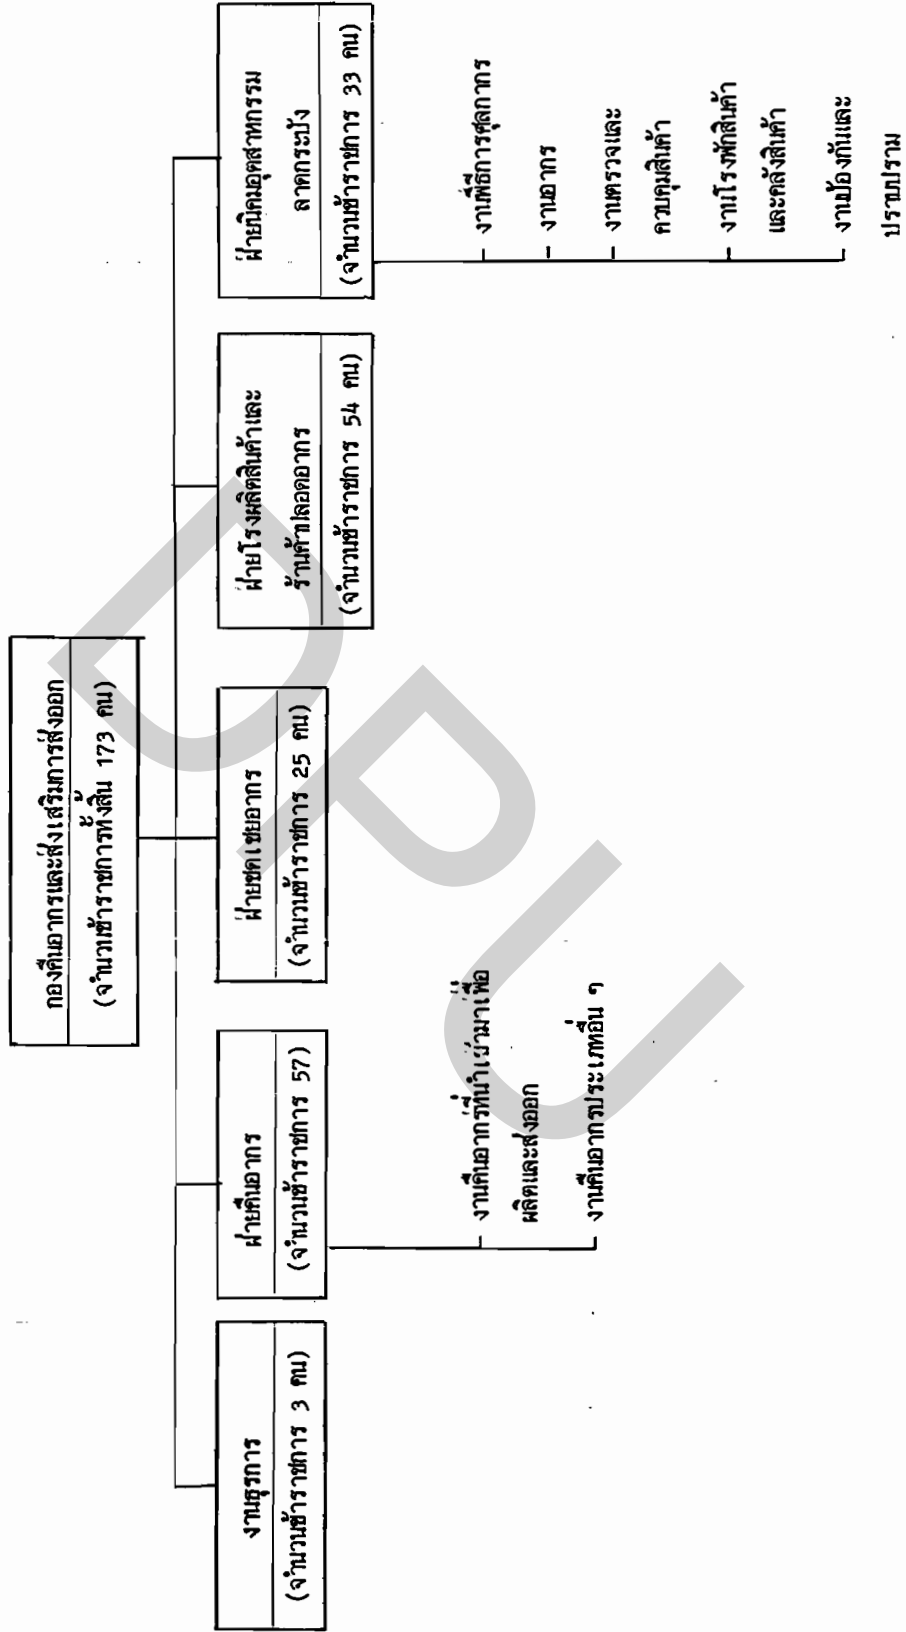 กองคืนอากรและส่งเสริมการส่งออก
(จำนวนข้าราชการทั้งสิ้น 173 คน)
งานธุรการ
(จำนวนข้าราชการ 3 คน)
ฝ่ายคืนอากร
(จำนวนข้าราชการ 57)
งานคืนอากรที่นำเข้ามาเพื่อ
ผลิตและส่งออก
งานคืนอากรประเภทอื่น ๆ
ฝ่ายชดเชยอากร
(จำนวนข้าราชการ 25 คน)
ฝ่ายโรงผลิตสินค้าและ
ร้านค้าปลอดอากร
(จำนวนข้าราชการ 54 คน)
ฝ่ายนิคมอุตสาหกรรม
ลาดกระบัง
(จำนวนข้าราชการ 33 คน)
งานพิธีการศุลกากร
งานอากร
งานตรวจและ
ควบคุมสินค้า
งานโรงพักสินค้า
และคลังสินค้า
งานป้องกันและ
ปราบปราม
DPU